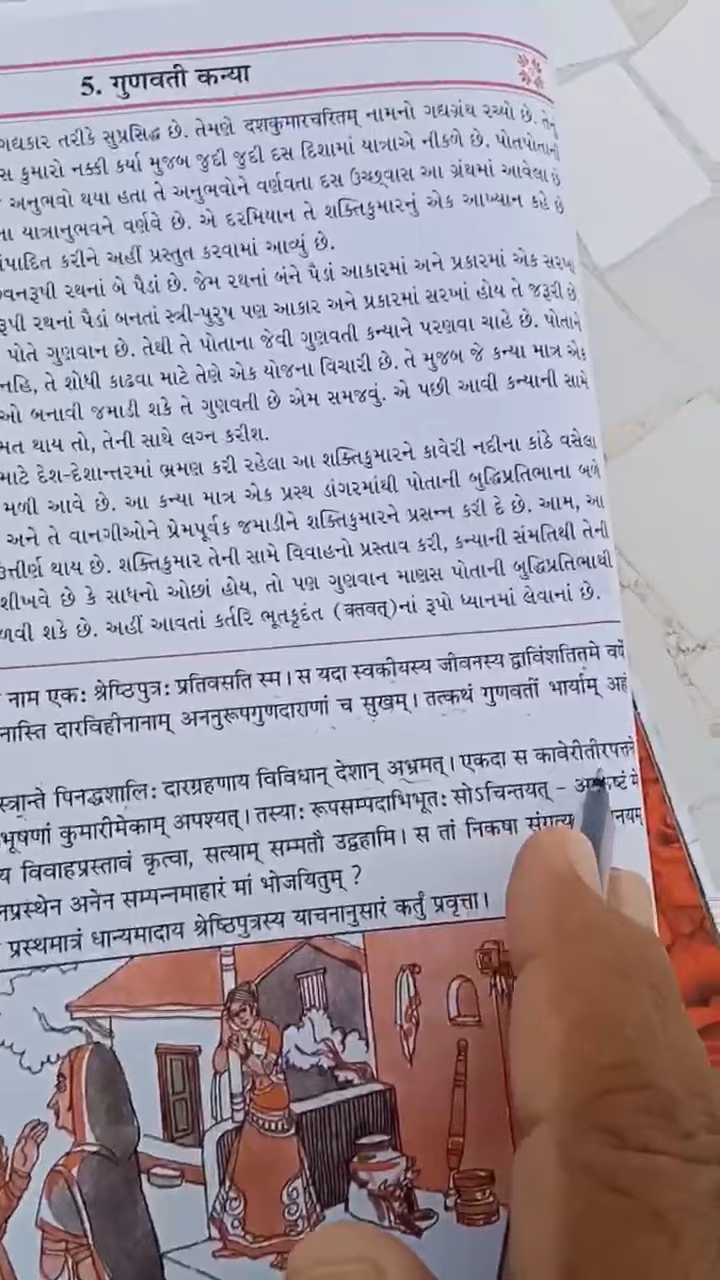 5. गुणवती कन्या
ગદ્યકાર તરીકે સુપ્રસિદ્ધ છે. તેમણે દશકુમારચરિતમ્ નામનો ગદ્યગ્રંથ રચ્યો છે. તેનું
સ કુમારો નક્કી કર્યા મુજબ જુદી જુદી દસ દિશામાં યાત્રાએ નીકળે છે. પોતપોતાની
અનુભવો થયા હતા તે અનુભવોને વર્ણવતા દસ ઉચ્છ્વાસ આ ગ્રંથમાં આવેલા છે
ના યાત્રાનુભવને વર્ણવે છે. એ દરમિયાન તે શક્તિકુમારનું એક આખ્યાન કહે છે
સંપાદિત કરીને અહીં પ્રસ્તુત કરવામાં આવ્યું છે.
વનરૂપી રથનાં બે પૈડાં છે. જેમ રથનાં બંને પૈડાં આકારમાં અને પ્રકારમાં એક સરખાં
રૂપી રથનાં પૈડાં બનતાં સ્ત્રી-પુરુષ પણ આકાર અને પ્રકારમાં સરખાં હોય તે જરૂરી છે
પોતે ગુણવાન છે. તેથી તે પોતાના જેવી ગુણવતી કન્યાને પરણવા ચાહે છે. પોતાને
નહિ, તે શોધી કાઢવા માટે તેણે એક યોજના વિચારી છે. તે મુજબ જે કન્યા માત્ર એક
ઓ બનાવી જમાડી શકે તે ગુણવતી છે એમ સમજવું. એ પછી આવી કન્યાની સામે
મત થાય તો, તેની સાથે લગ્ન કરીશ.
માટે દેશ-દેશાન્તરમાં ભ્રમણ કરી રહેલા આ શક્તિકુમારને કાવેરી નદીના કાંઠે વસેલા
મળી આવે છે. આ કન્યા માત્ર એક પ્રસ્થ ડાંગરમાંથી પોતાની બુદ્ધિપ્રતિભાના બળે
અને તે વાનગીઓને પ્રેમપૂર્વક જમાડીને શક્તિકુમારને પ્રસન્ન કરી દે છે. આમ, આ
ઉત્તીર્ણ થાય છે. શક્તિકુમાર તેની સામે વિવાહનો પ્રસ્તાવ કરી, કન્યાની સંમતિથી તેની
શીખવે છે કે સાધનો ઓછાં હોય, તો પણ ગુણવાન માણસ પોતાની બુદ્ધિપ્રતિભાથી
ળવી શકે છે. અહીં આવતાં કર્તરિ ભૂતકૃદંત (क्तवत्)નાં રૂપો ધ્યાનમાં લેવાનાં છે.
नाम एकः श्रेष्ठिपुत्रः प्रतिवसति स्म। स यदा स्वकीयस्य जीवनस्य द्वाविंशतितमे वर्षे
नास्ति दारविहीनानाम् अननुरूपगुणदाराणां च सुखम्। तत्कथं गुणवतीं भार्याम् अहं
स्त्रान्ते पिनद्धशालिः दारग्रहणाय विविधान् देशान् अभ्रमत्। एकदा स कावेरीतीरपत्तने
भूषणां कुमारीमेकाम् अपश्यत्। तस्याः रूपसम्पदाभिभूतः सोऽचिन्तयत् –
य विवाहप्रस्तावं कृत्वा, सत्याम् सम्मतौ उद्वहामि। स तां निकषा संगत्य
नप्रस्थेन अनेन सम्पन्नमाहारं मां भोजयितुम् ?
प्रस्थमात्रं धान्यमादाय श्रेष्ठिपुत्रस्य याचनानुसारं कर्तुं प्रवृत्ता।